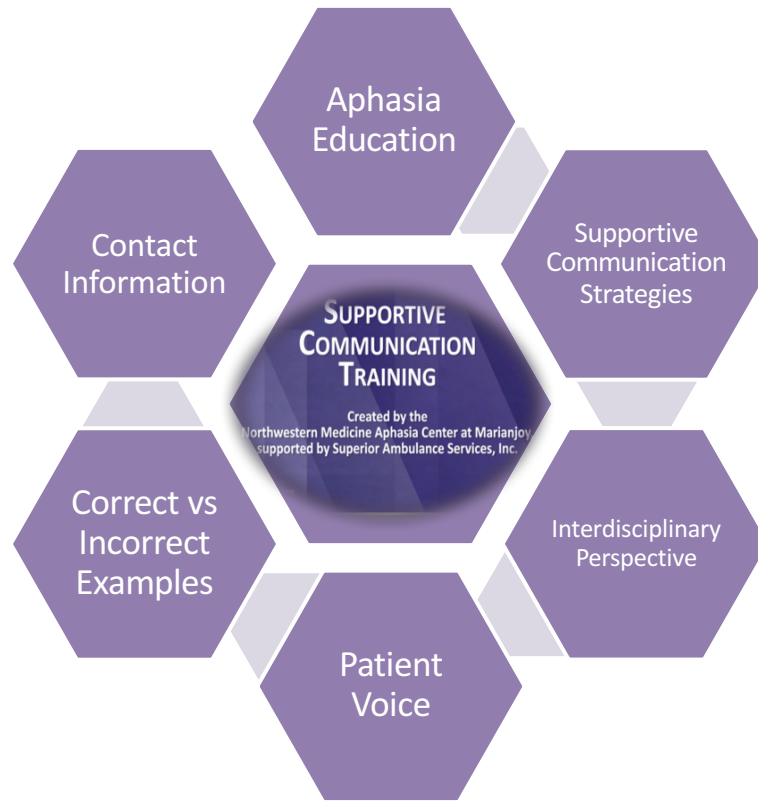 Aphasia
Education
Supportive
Communication
Strategies
Interdisciplinary
Perspective
Patient
Voice
Correct vs
Incorrect
Examples
Contact
Information
SUPPORTIVE
COMMUNICATION
TRAINING
Created by the
Northwestern Medicine Aphasia Center at Marianjoy
supported by Superior Ambulance Services, Inc.